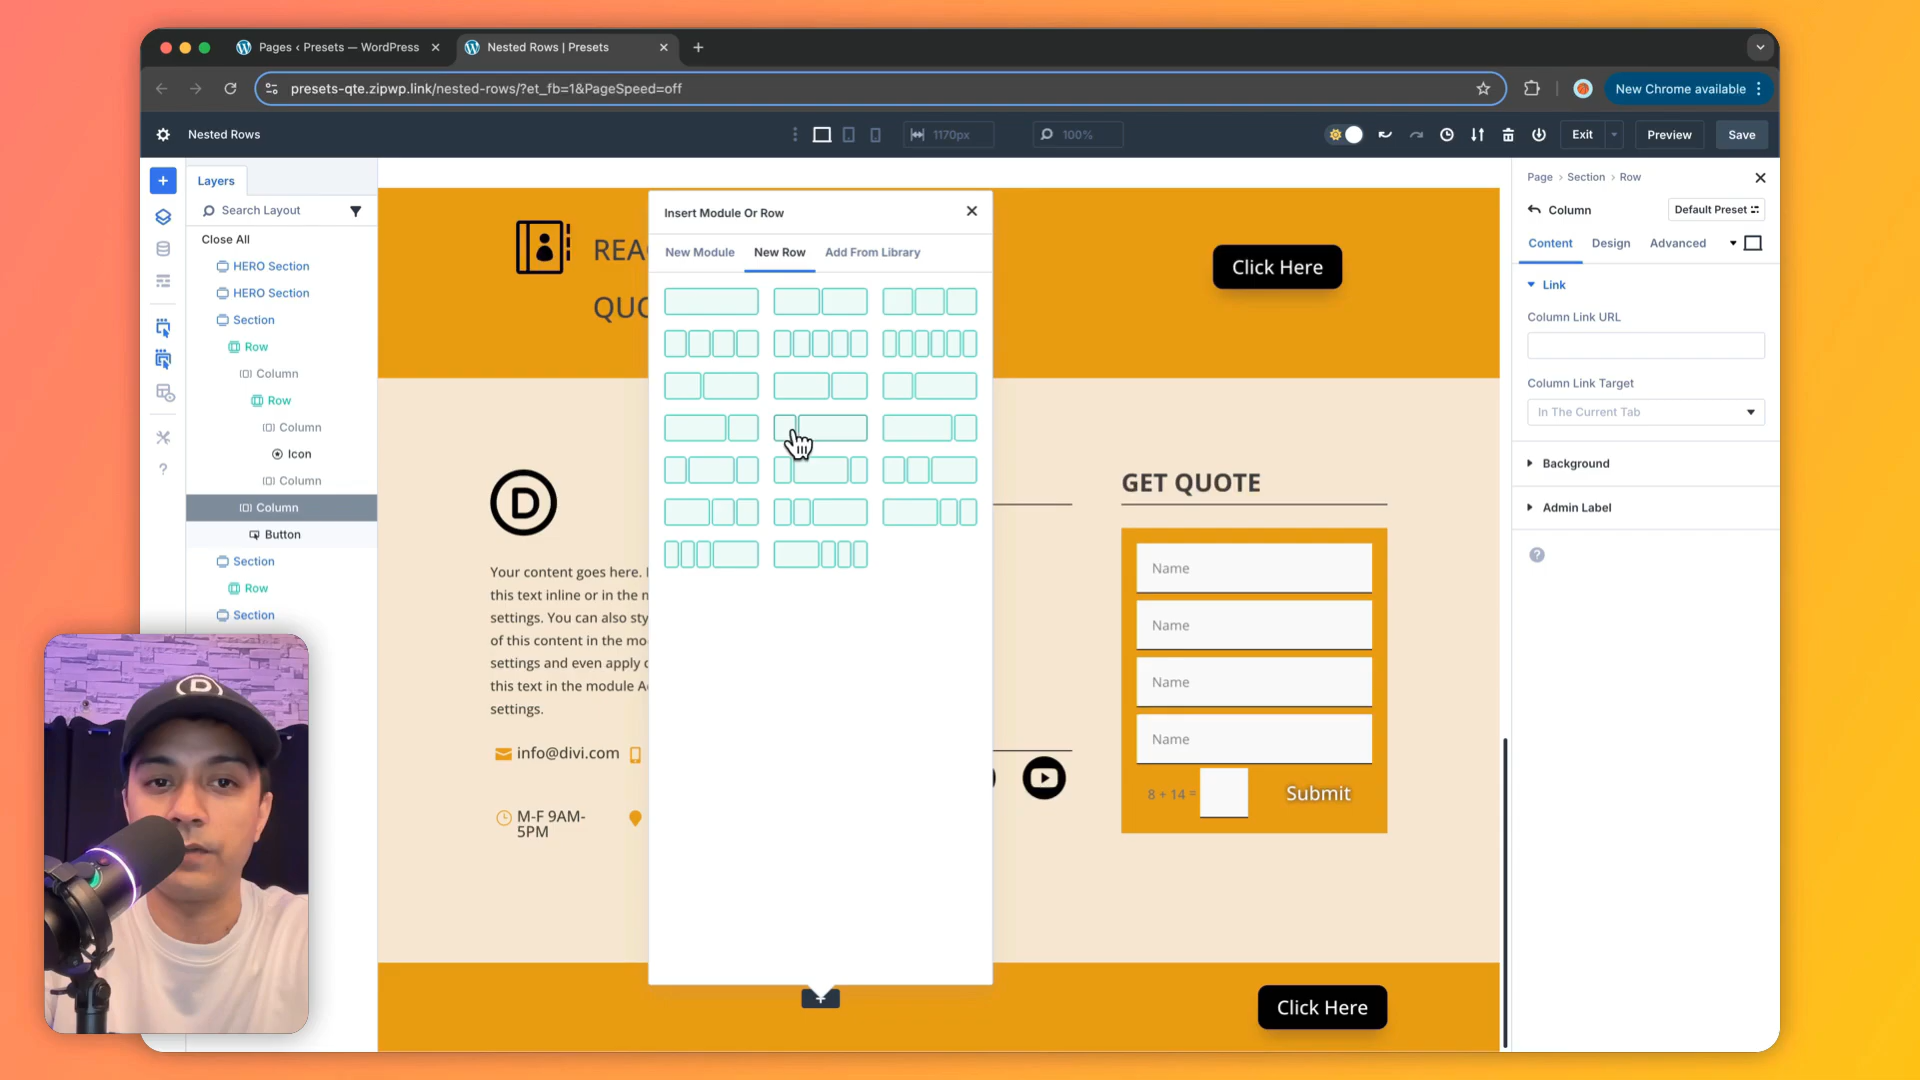 Pages ‹ Presets — WordPress
Nested Rows | Presets
presets-qte.zipwp.link/nested-rows/?et_fb=1&PageSpeed=off
New Chrome available
Nested Rows
1170px
100%
Exit
Preview
Save
Layers
Search Layout
Close All
HERO Section
HERO Section
Section
Row
Column
Row
Column
Icon
Column
Column
Button
Section
Row
Section
QUO
Click Here
Insert Module Or Row
New Module
New Row
Add From Library
D
Your content goes here.
this text inline or in the
settings. You can also
of this content in the
settings and even apply
this text in the module
settings.
info@divi.com
M-F 9AM-
5PM
GET QUOTE
Name
Name
Name
Name
8 + 14 =
Submit
Click Here
Page > Section > Row
Column
Default Preset
Content
Design
Advanced
Link
Column Link URL
Column Link Target
In The Current Tab
Background
Admin Label
?
?
D